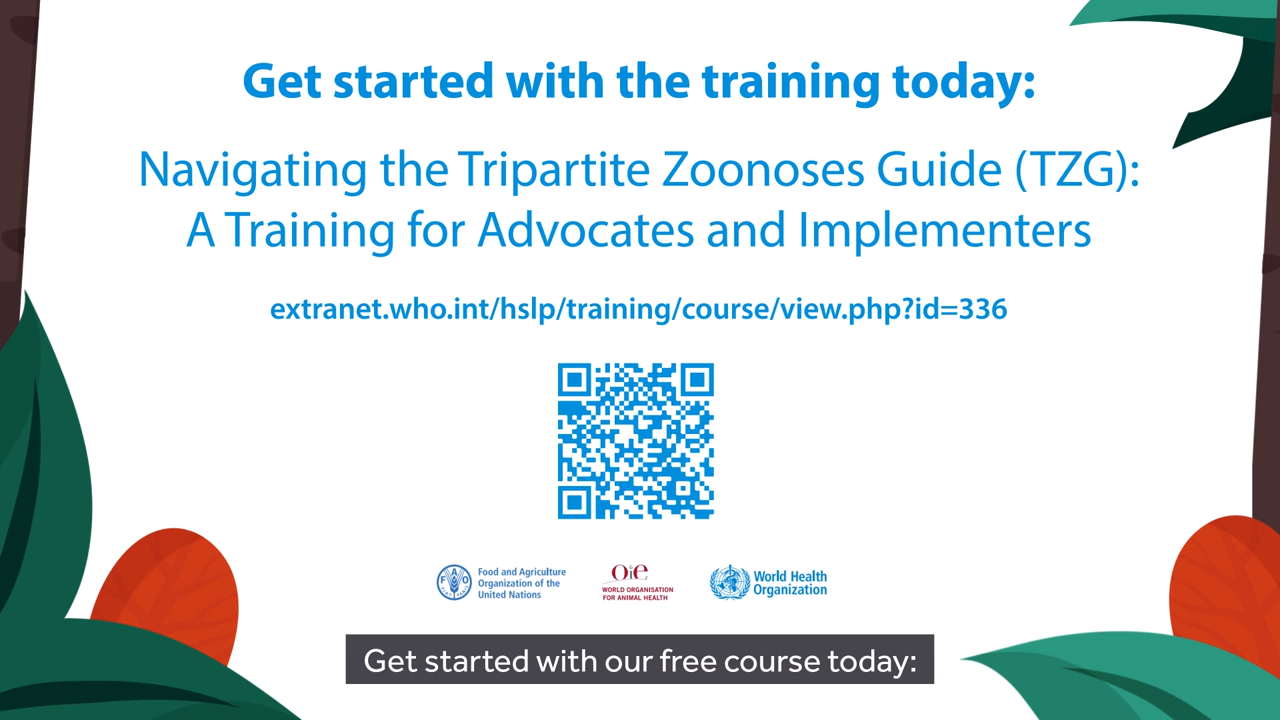 Get started with the training today:
Navigating the Tripartite Zoonoses Guide (TZG):
A Training for Advocates and Implementers
extranet.who.int/hslp/training/course/view.php?id=336
Food and Agriculture
Organization of the
United Nations
OiE
WORLD ORGANISATION
FOR ANIMAL HEALTH
World Health
Organization
Get started with our free course today: